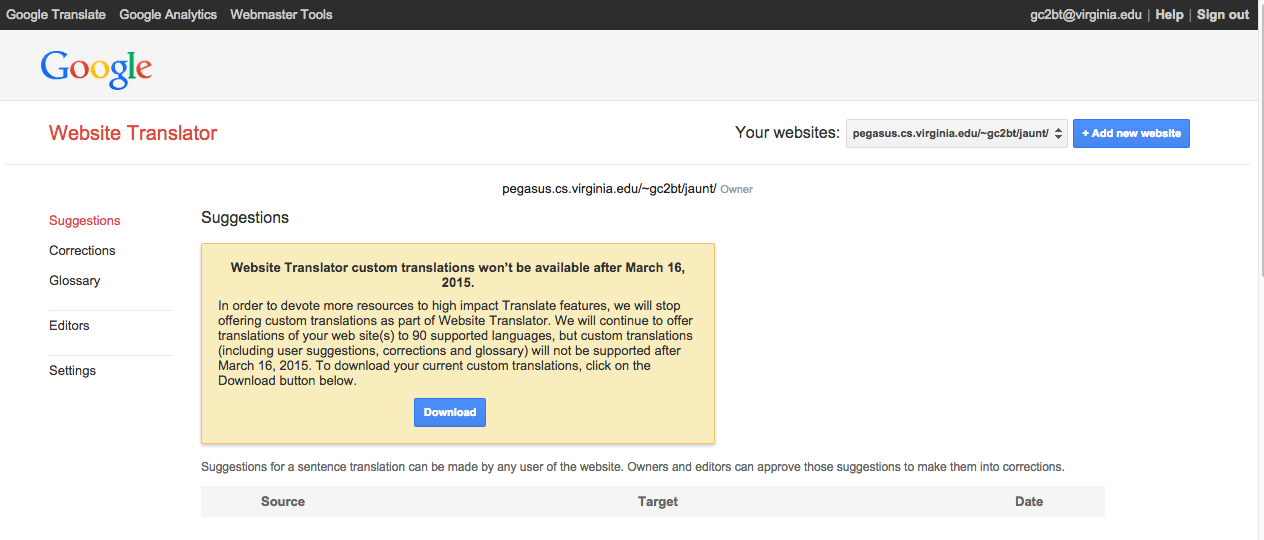 Google Translate Google Analytics Webmaster Tools gc2bt@virginia.edu | Help | Sign out
Google
Website Translator Your websites: pegasus.cs.virginia.edu/~gc2bt/jaunt/ + Add new website
pegasus.cs.virginia.edu/~gc2bt/jaunt/ Owner
Suggestions
Corrections
Glossary
Editors
Settings
Suggestions
Website Translator custom translations won't be available after March 16,
2015.
In order to devote more resources to high impact Translate features, we will stop
offering custom translations as part of Website Translator. We will continue to offer
translations of your web site(s) to 90 supported languages, but custom translations
(including user suggestions, corrections and glossary) will not be supported after
March 16, 2015. To download your current custom translations, click on the
Download button below.
Download
Suggestions for a sentence translation can be made by any user of the website. Owners and editors can approve those suggestions to make them into corrections.
Source Target Date